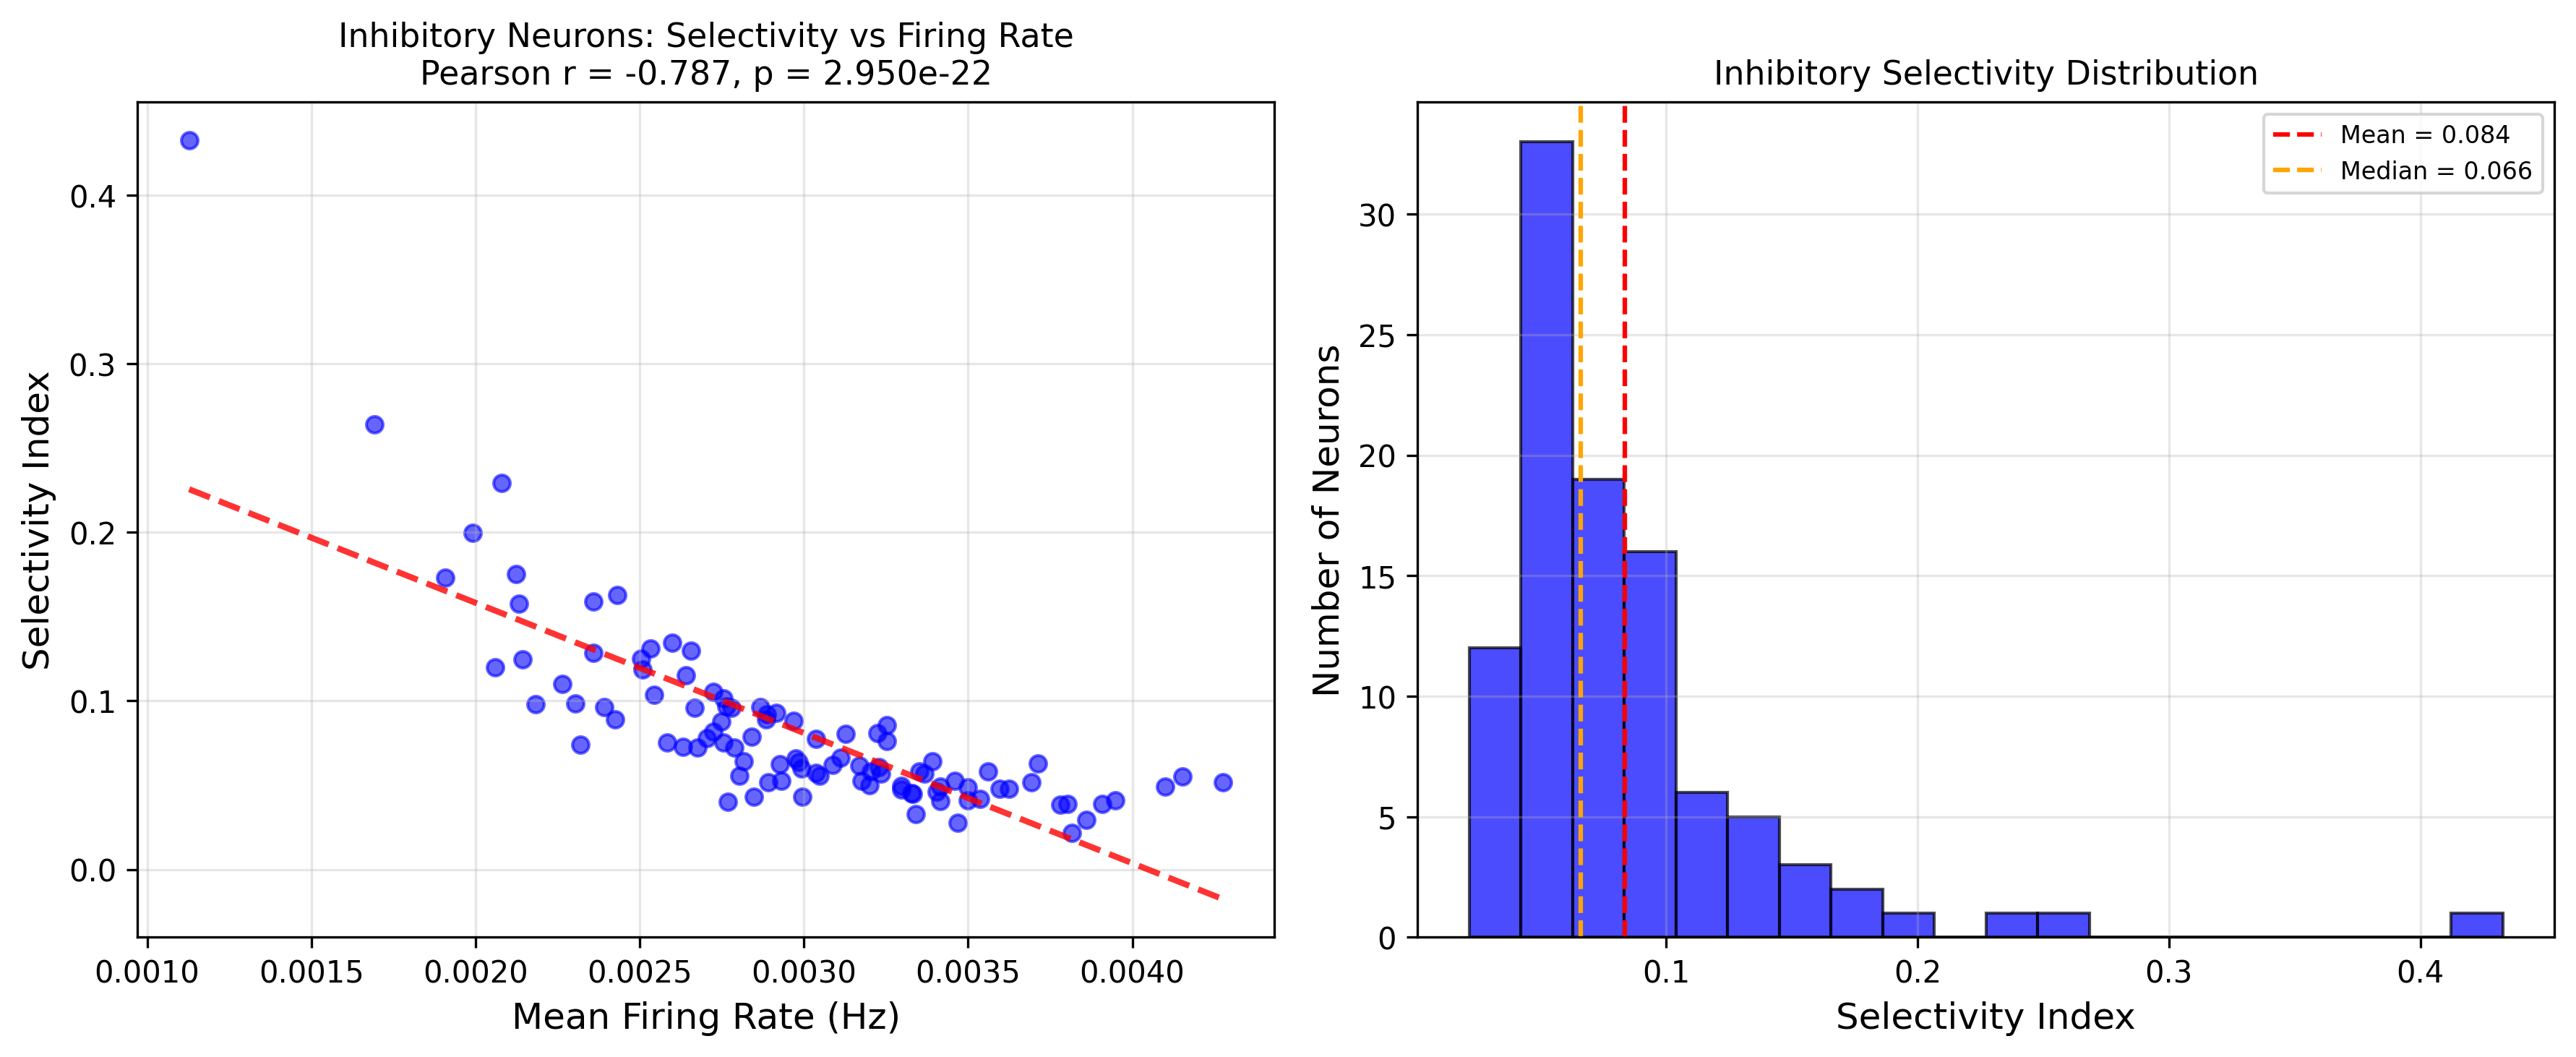 Inhibitory Neurons: Selectivity vs Firing Rate
Pearson r = -0.787, p = 2.950e-22
Selectivity Index
0.4
0.3
0.2
0.1
0.0
0.0010 0.0015 0.0020 0.0025 0.0030 0.0035 0.0040
Mean Firing Rate (Hz)
Inhibitory Selectivity Distribution
Mean = 0.084
Median = 0.066
Number of Neurons
30
25
20
15
10
5
0
0.1 0.2 0.3 0.4
Selectivity Index